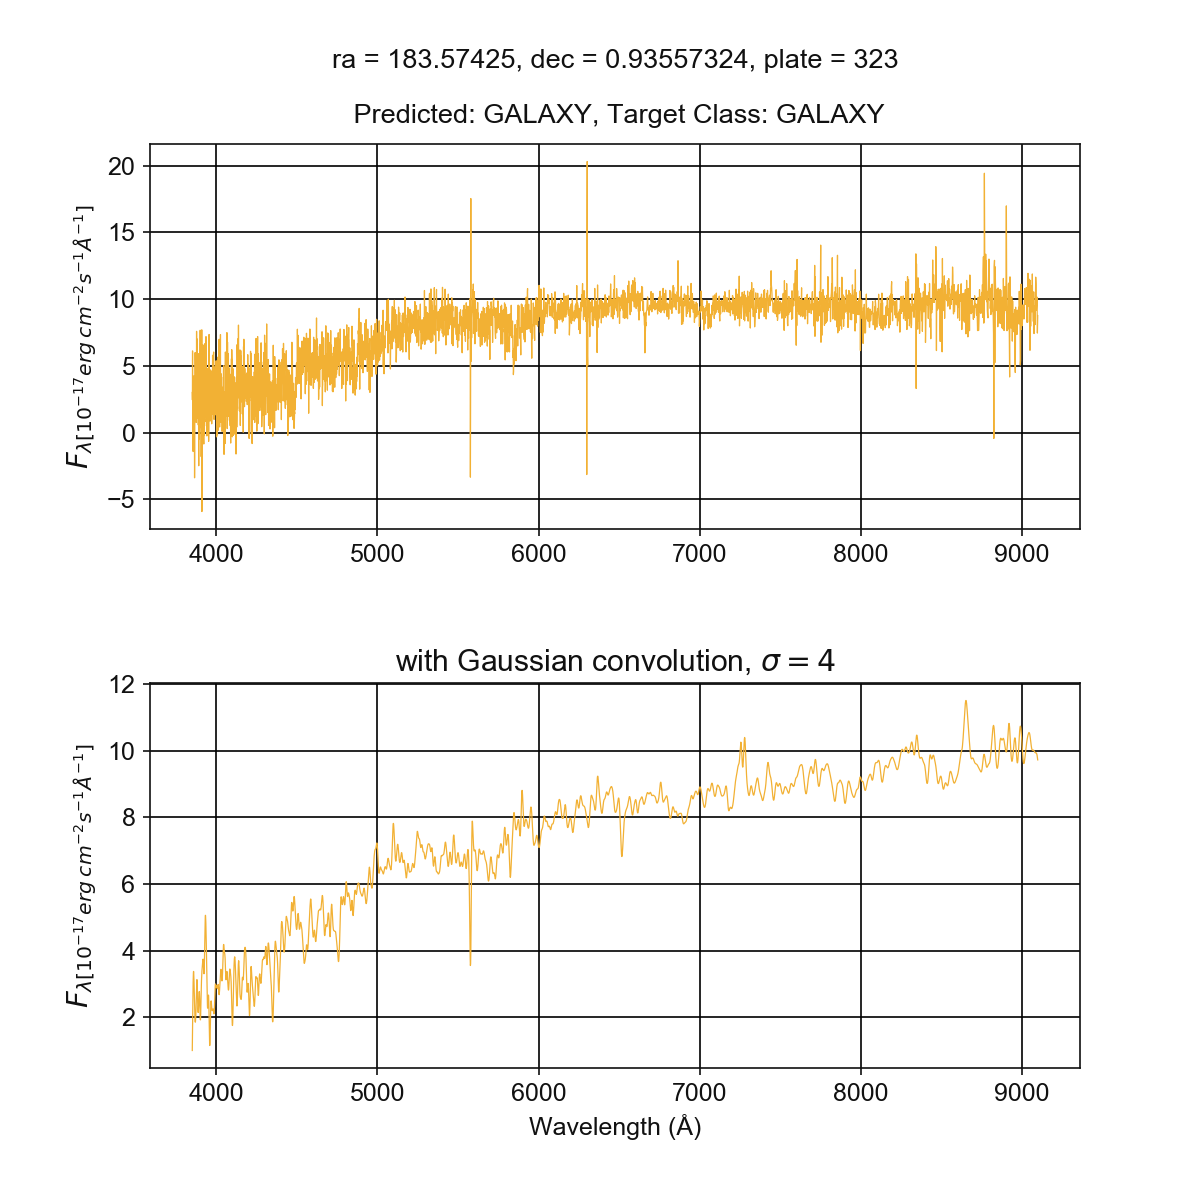 ra = 183.57425, dec = 0.93557324, plate = 323
Predicted: GALAXY, Target Class: GALAXY
20
15
10
5
0
−5
F_λ[10^−17 erg cm^−2 s^−1 Å^−1]
4000 5000 6000 7000 8000 9000
with Gaussian convolution, σ = 4
12
10
8
6
4
2
F_λ[10^−17 erg cm^−2 s^−1 Å^−1]
4000 5000 6000 7000 8000 9000
Wavelength (Å)